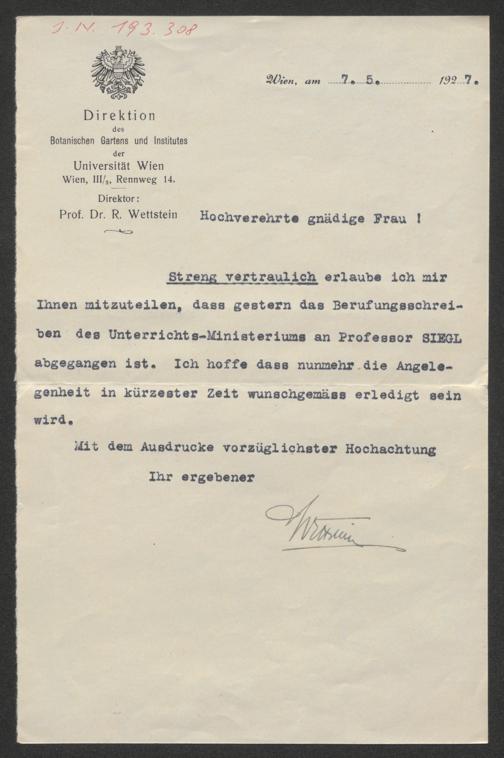 J. N. 193.308
Direktion
des
Botanischen Gartens und Institutes
der
Universität Wien
Wien, III/2, Rennweg 14.
Direktor:
Prof. Dr. R. Wettstein
Wien, am 7. 5. 1927.
Hochverehrte gnädige Frau !
Streng vertraulich erlaube ich mir
Ihnen mitzuteilen, dass gestern das Berufungsschrei-
ben des Unterrichts-Ministeriums an Professor SIEGL
abgegangen ist. Ich hoffe dass nunmehr die Angele-
genheit in kürzester Zeit wunschgemäss erledigt sein
wird.
Mit dem Ausdrucke vorzüglichster Hochachtung
Ihr ergebener
Wettstein